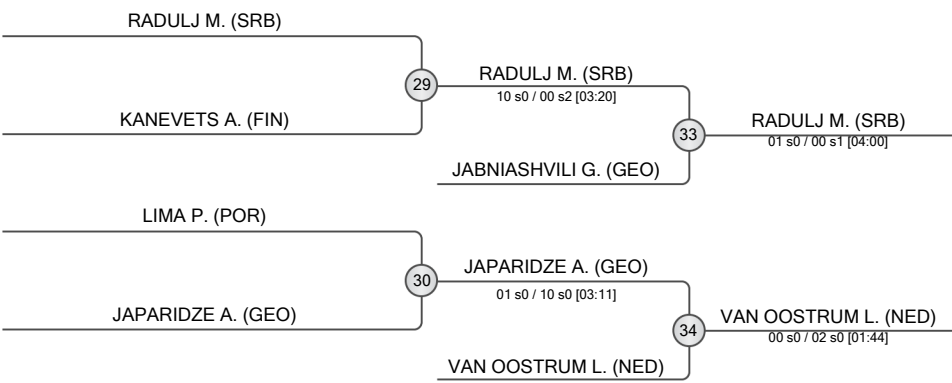 RADULJ M. (SRB)
29
RADULJ M. (SRB)
10 s0 / 00 s2 [03:20]
KANEVETS A. (FIN)
33
RADULJ M. (SRB)
01 s0 / 00 s1 [04:00]
JABNIASHVILI G. (GEO)
LIMA P. (POR)
30
JAPARIDZE A. (GEO)
01 s0 / 10 s0 [03:11]
JAPARIDZE A. (GEO)
34
VAN OOSTRUM L. (NED)
00 s0 / 02 s0 [01:44]
VAN OOSTRUM L. (NED)